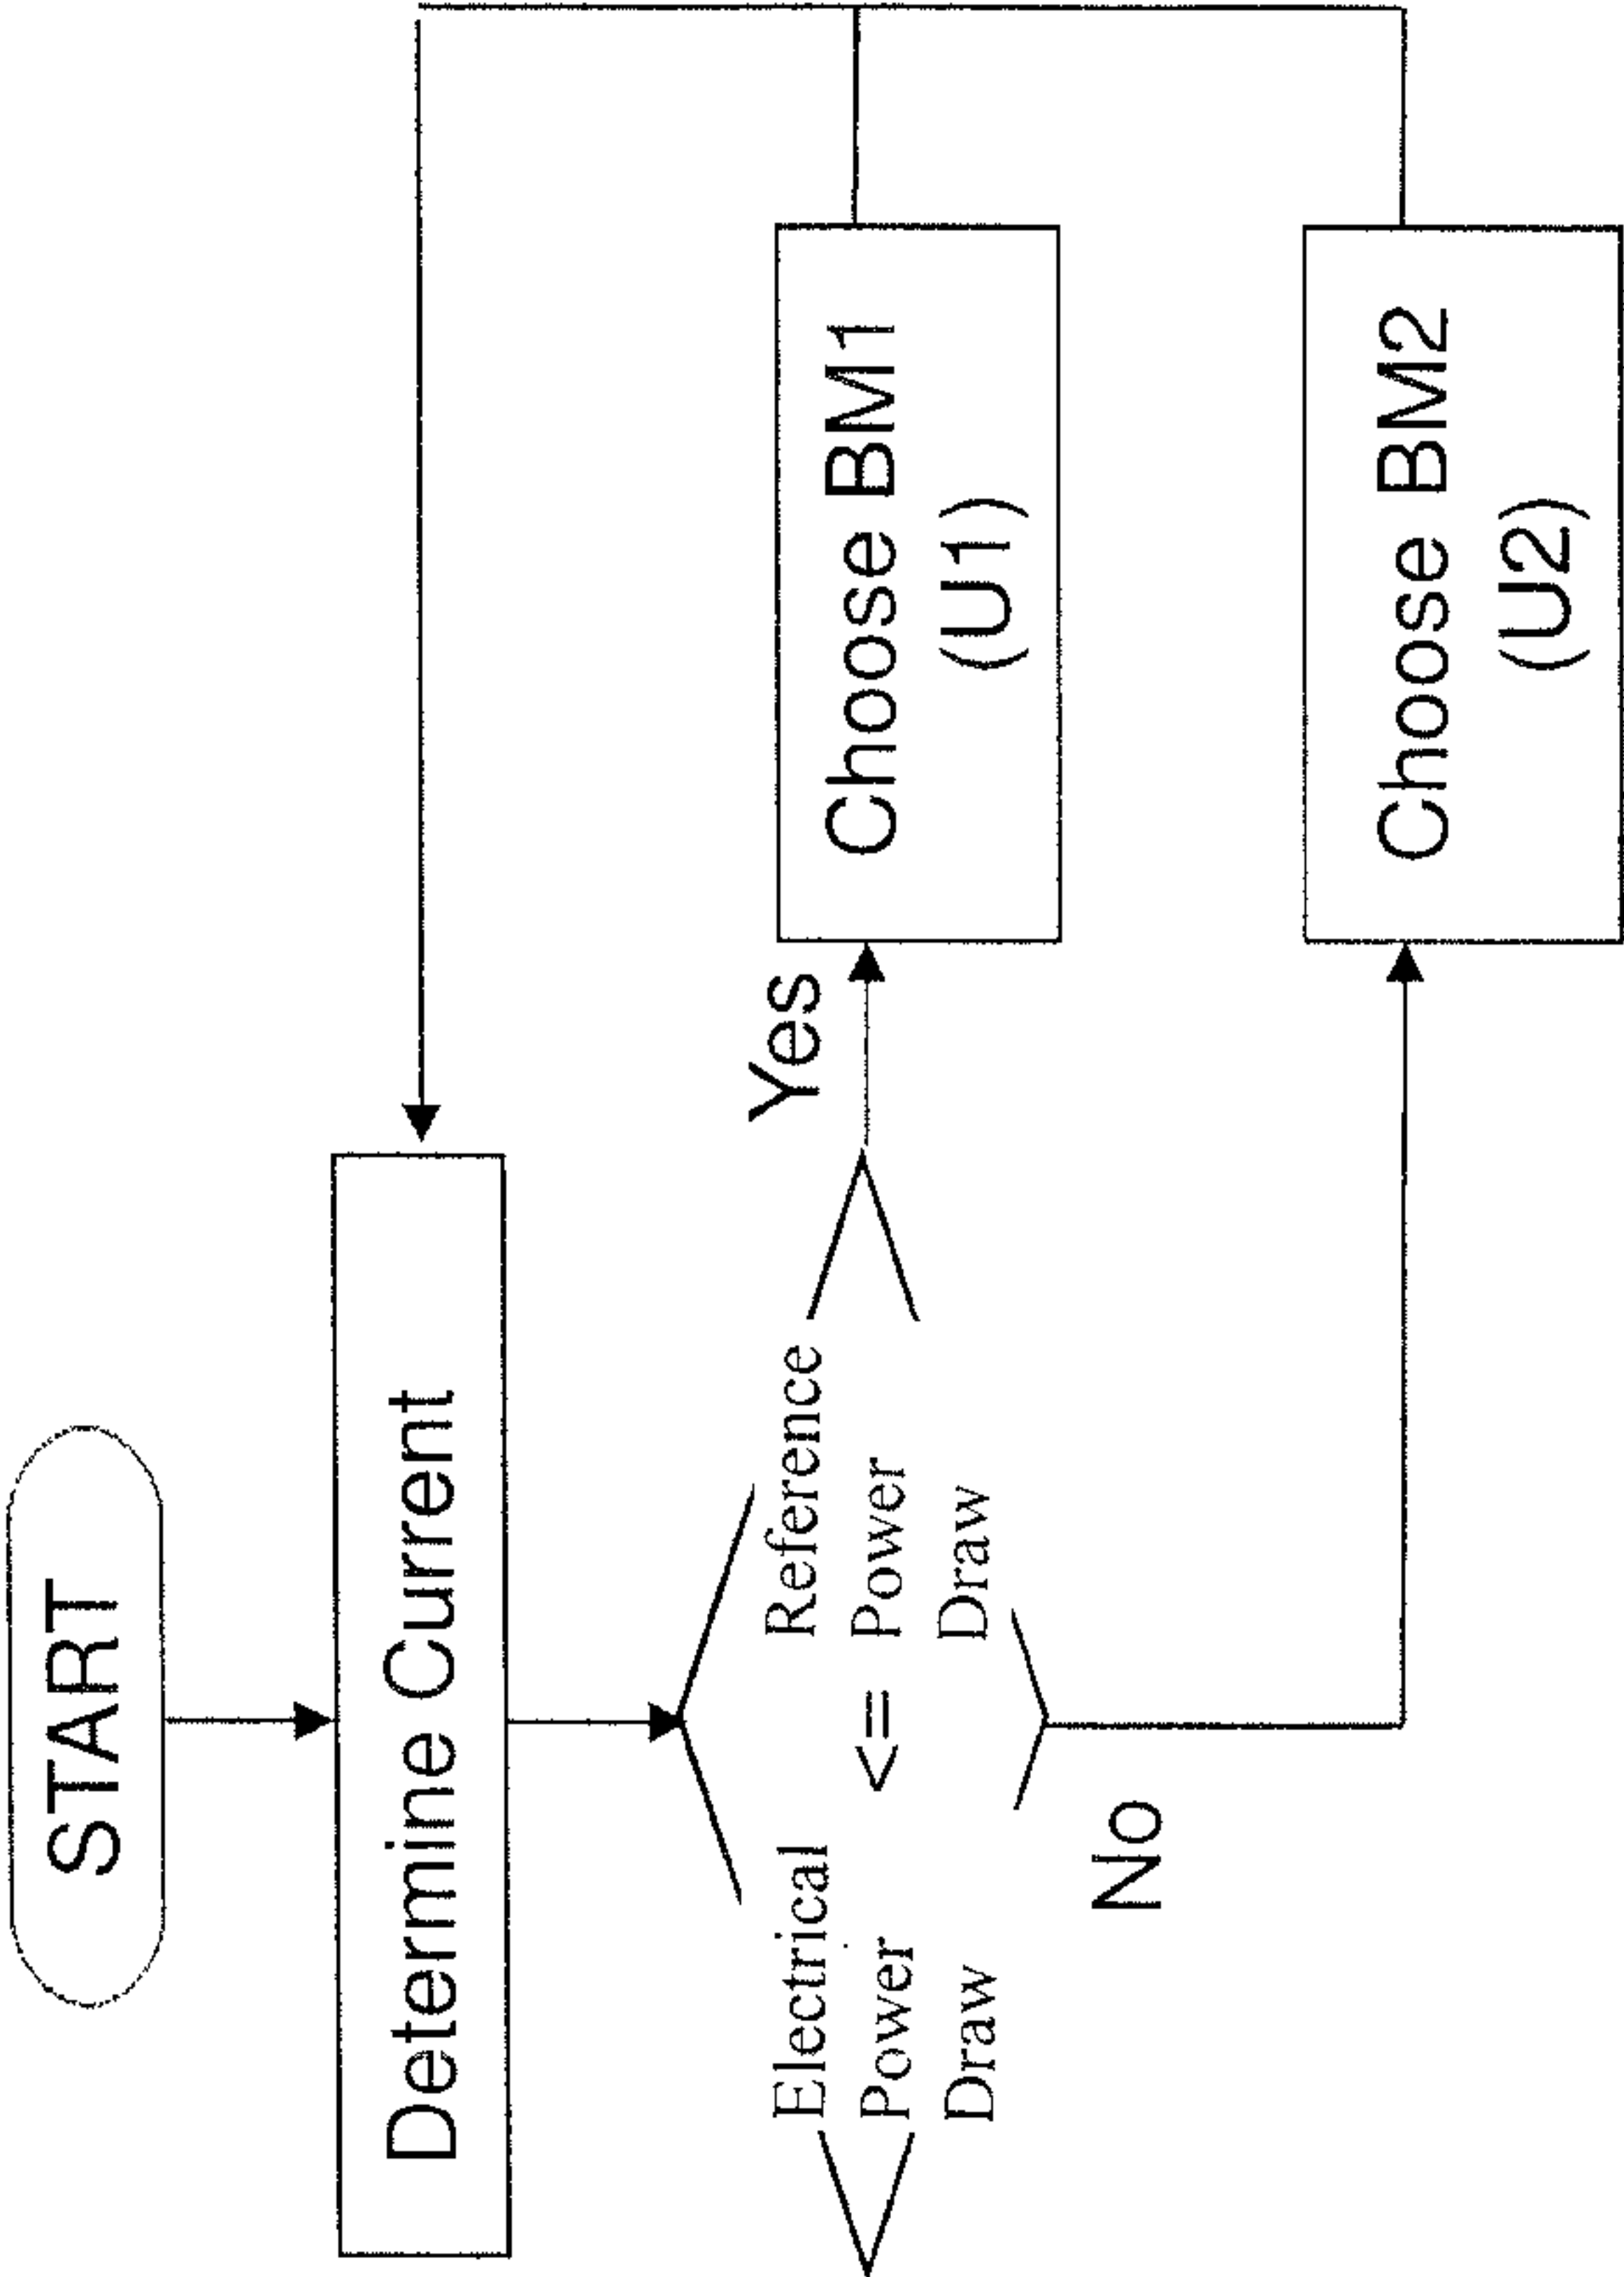 START
Determine Current
Electrical
Power
Draw
<=
Reference
Power
Draw
Yes
No
Choose BM1
(U1)
Choose BM2
(U2)